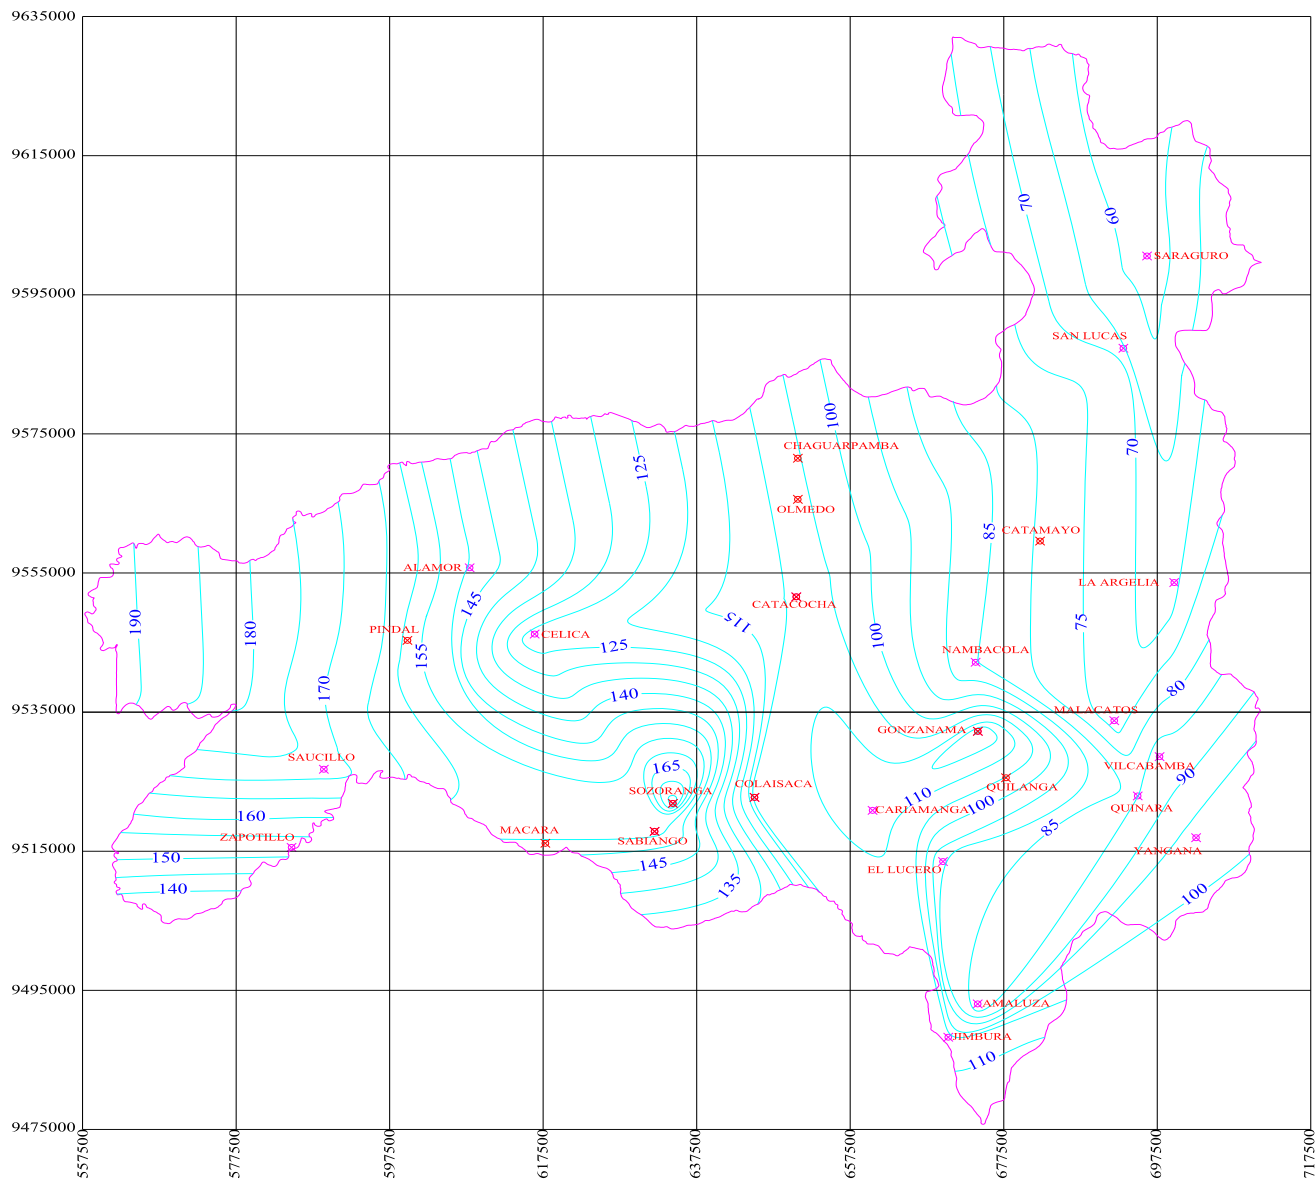 9635000
9615000
70
60
SARAGURO
9595000
SAN LUCAS
100
9575000
CHAGUARPAMBA
70
125
OLMEDO
85
CATAMAYO
9555000
ALAMOR
LA ARGELIA
145
CATACOCHA
190
180
PINDAL
115
75
CELICA
100
125
155
NAMBACOLA
170
140
80
9535000
MALACATOS
GONZANAMA
SAUCILLO
165
VILCABAMBA
90
COLAISACA
QUILANGA
SOZORANGA
110
100
CARIAMANGA
QUINARA
160
ZAPOTILLO
MACARA
85
SABIANGO
9515000
150
YANGANA
145
EL LUCERO
140
135
100
9495000
AMALUZA
JIMBURA
110
9475000
557500
577500
597500
617500
637500
657500
677500
697500
717500